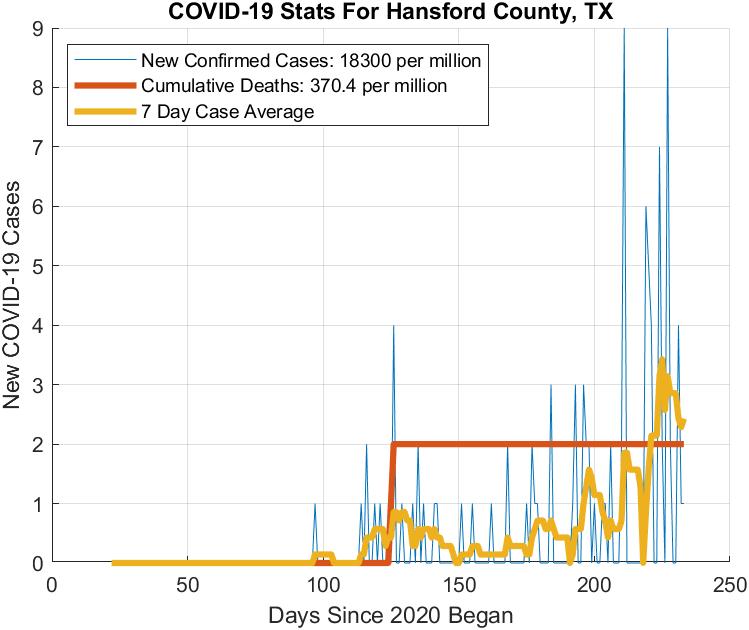 COVID-19 Stats For Hansford County, TX
9
8
7
6
5
4
3
2
1
0
New COVID-19 Cases
New Confirmed Cases: 18300 per million
Cumulative Deaths: 370.4 per million
7 Day Case Average
0 50 100 150 200 250
Days Since 2020 Began